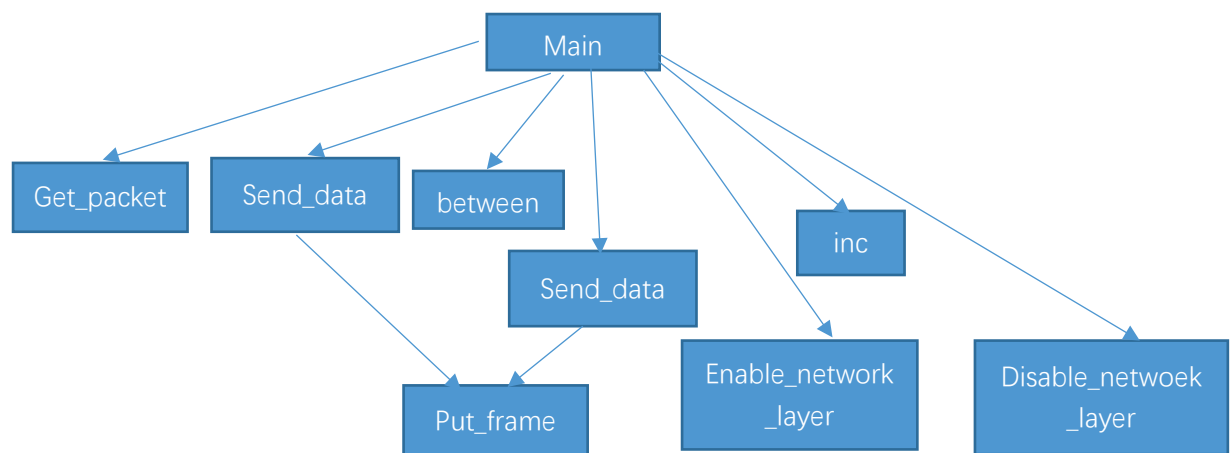 Main
Get_packet
Send_data
between
inc
Send_data
Enable_network
_layer
Disable_netwoek
_layer
Put_frame